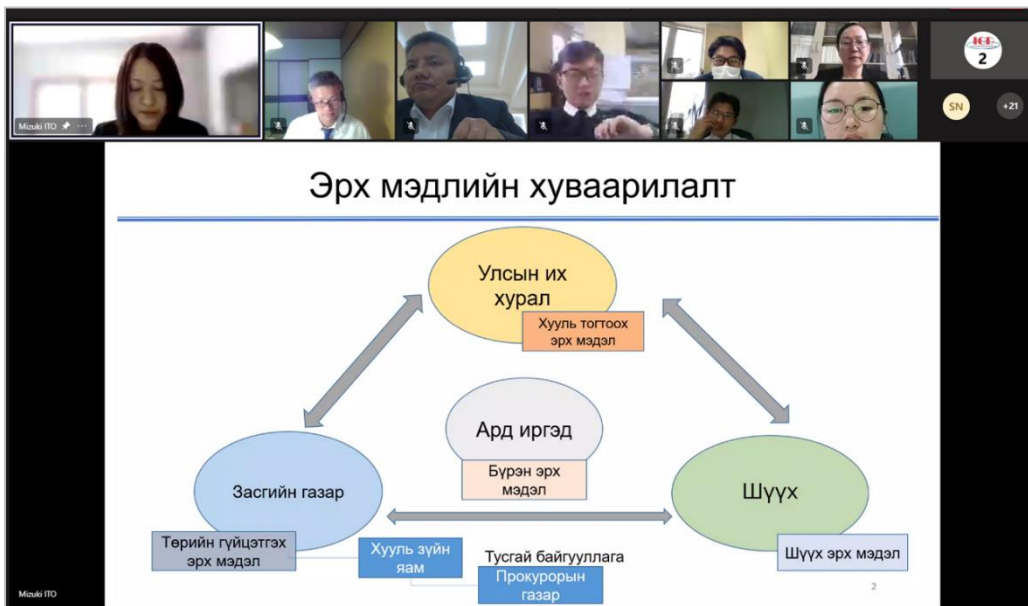 Mizuki ITO
ICD
2
SN
+21
Эрх мэдлийн хуваарилалт
Улсын их
хурал
Хууль тогтоох
эрх мэдэл
Ард иргэд
Бүрэн эрх
мэдэл
Засгийн газар
Төрийн гүйцэтгэх
эрх мэдэл
Хууль зүйн
яам
Тусгай байгууллага
Прокурорын
газар
Шүүх
Шүүх эрх мэдэл
2
Mizuki ITO